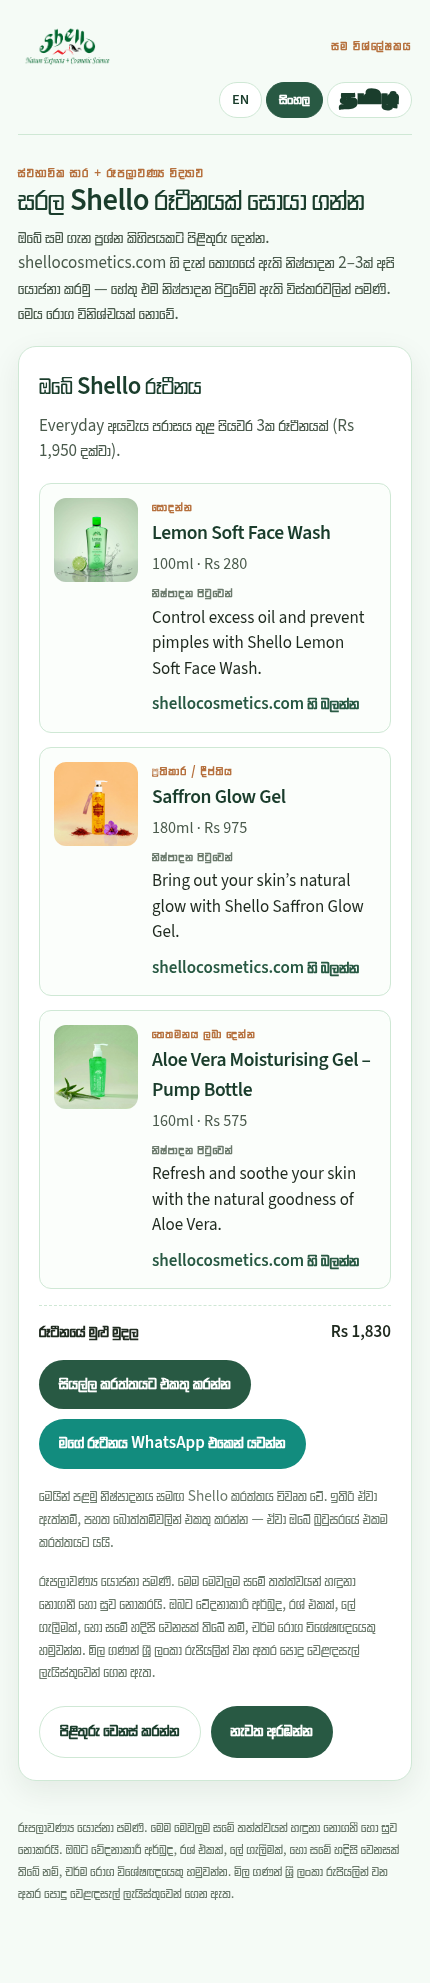 Shello
Natural Extracts + Cosmetic Science
සම විශ්ලේෂකය
EN
සිංහල
தமிழ்
ස්වභාවික සාර + රූපලාවණ්‍ය විද්‍යාව
සරල Shello රූටීනයක් සොයා ගන්න
ඔබේ සම ගැන ප්‍රශ්න කිහිපයකට පිළිතුරු දෙන්න.
shellocosmetics.com හි දැන් තොගයේ ඇති නිෂ්පාදන 2–3ක් අපි
යෝජනා කරමු — හේතු එම නිෂ්පාදන පිටුවේම ඇති විස්තරවලින් පමණි.
මෙය රෝග විනිශ්චයක් නොවේ.
ඔබේ Shello රූටීනය
Everyday අයවැය පරාසය තුළ පියවර 3ක රූටීනයක් (Rs
1,950 දක්වා).
සෝදන්න
Lemon Soft Face Wash
100ml · Rs 280
නිෂ්පාදන පිටුවෙන්
Control excess oil and prevent
pimples with Shello Lemon
Soft Face Wash.
shellocosmetics.com හි බලන්න
ප්‍රතිකාර / දීප්තිය
Saffron Glow Gel
180ml · Rs 975
නිෂ්පාදන පිටුවෙන්
Bring out your skin’s natural
glow with Shello Saffron Glow
Gel.
shellocosmetics.com හි බලන්න
තෙතමනය ලබා දෙන්න
Aloe Vera Moisturising Gel –
Pump Bottle
160ml · Rs 575
නිෂ්පාදන පිටුවෙන්
Refresh and soothe your skin
with the natural goodness of
Aloe Vera.
shellocosmetics.com හි බලන්න
රූටීනයේ මුළු මුදල
Rs 1,830
සියල්ල කරත්තයට එකතු කරන්න
මගේ රූටීනය WhatsApp එකෙන් යවන්න
මෙයින් පළමු නිෂ්පාදනය සමඟ Shello කරත්තය විවෘත වේ. ඉතිරි ඒවා
ඇත්නම්, පහත බොත්තම්වලින් එකතු කරන්න — ඒවා ඔබේ බ්‍රවුසරයේ එකම
කරත්තයට යයි.
රූපලාවණ්‍ය යෝජනා පමණි. මෙම මෙවලම සමේ තත්ත්වයන් හඳුනා
නොගනී හෝ සුව නොකරයි. ඔබට වේදනාකාරී අර්බුද, රශ් එකක්, ලේ
ගැලීමක්, හෝ සමේ හදිසි වෙනසක් තිබේ නම්, චර්ම රෝග විශේෂඥයෙකු
හමුවන්න. මිල ගණන් ශ්‍රී ලංකා රුපියලින් වන අතර පොදු වෙළඳසැල්
ලැයිස්තුවෙන් ගෙන ඇත.
පිළිතුරු වෙනස් කරන්න
නැවත අරඹන්න
රූපලාවණ්‍ය යෝජනා පමණි. මෙම මෙවලම සමේ තත්ත්වයන් හඳුනා නොගනී හෝ සුව
නොකරයි. ඔබට වේදනාකාරී අර්බුද, රශ් එකක්, ලේ ගැලීමක්, හෝ සමේ හදිසි වෙනසක්
තිබේ නම්, චර්ම රෝග විශේෂඥයෙකු හමුවන්න. මිල ගණන් ශ්‍රී ලංකා රුපියලින් වන
අතර පොදු වෙළඳසැල් ලැයිස්තුවෙන් ගෙන ඇත.